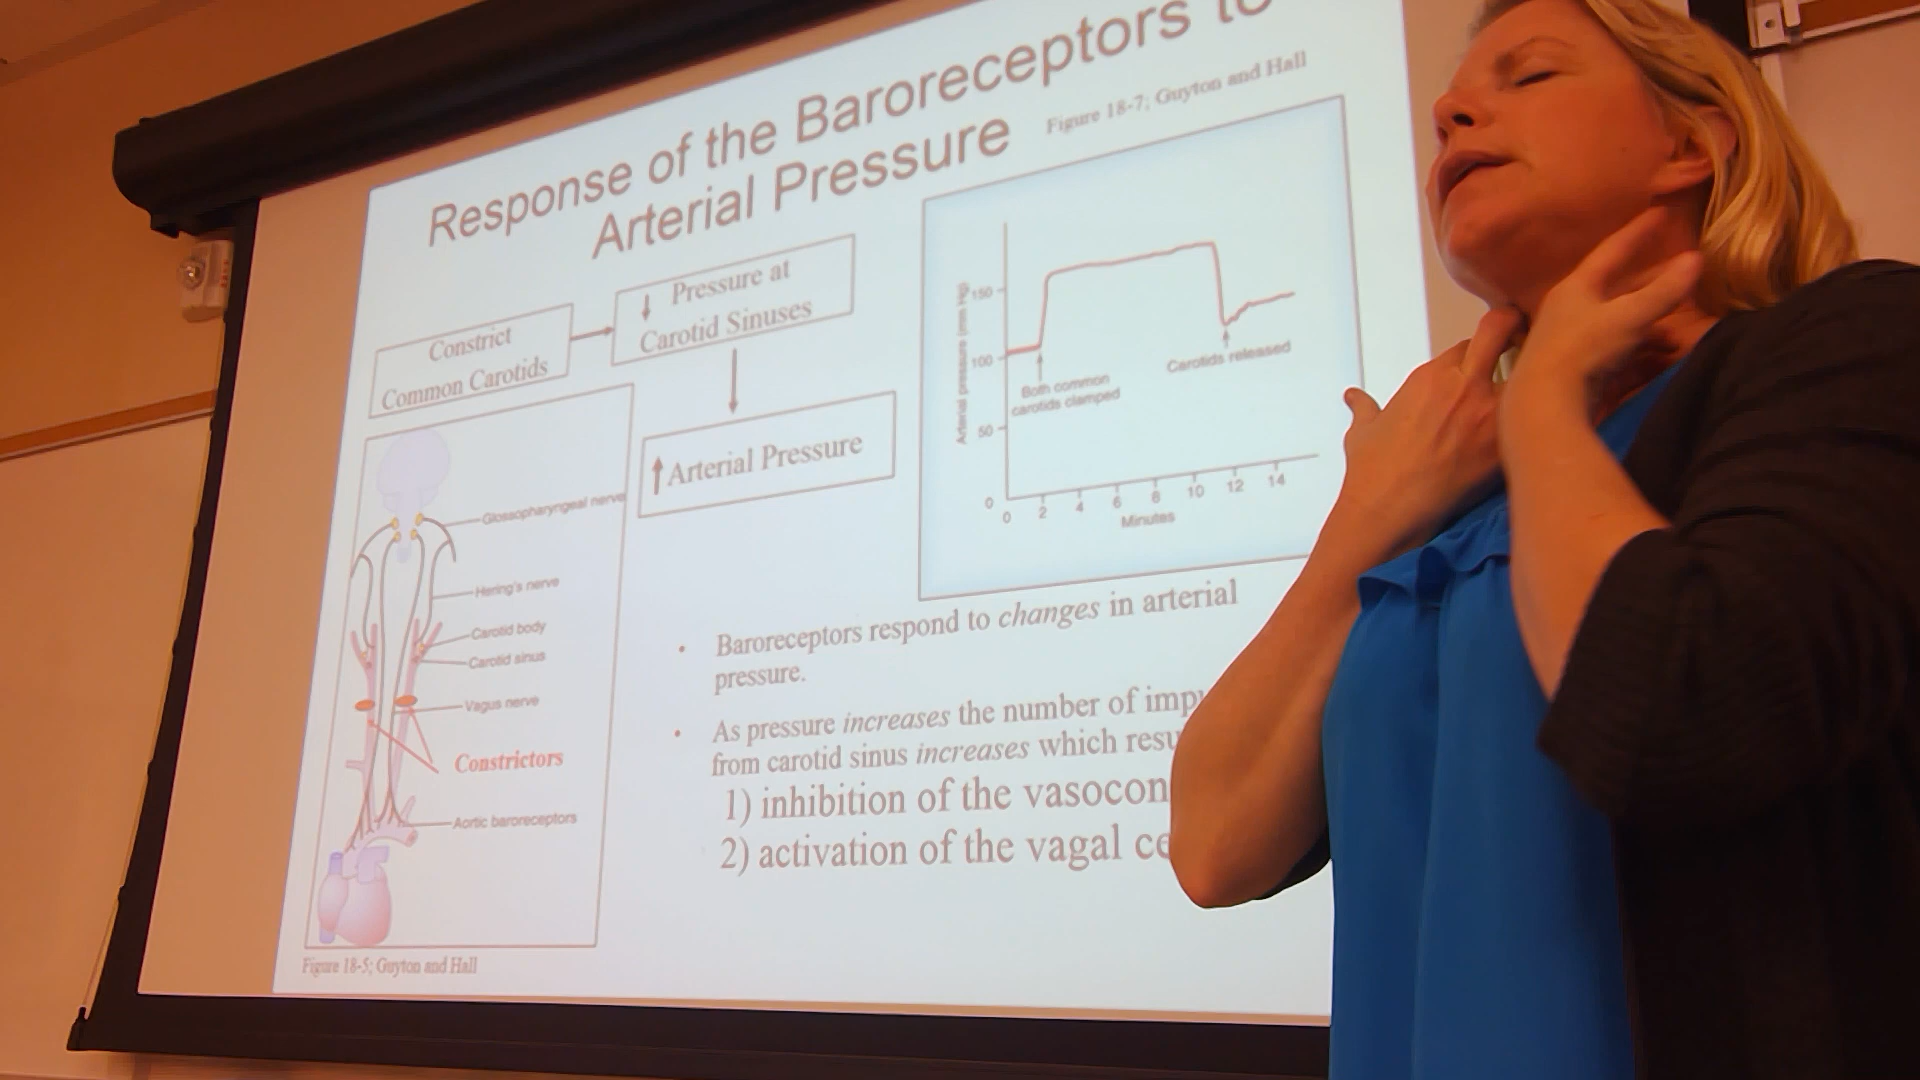 Response of the Baroreceptors to
Arterial Pressure
Figure 18-7; Guyton and Hall
Constrict
Common Carotids
↓ Pressure at
Carotid Sinuses
↑ Arterial Pressure
Glossopharyngeal nerve
Hering's nerve
Carotid body
Carotid sinus
Vagus nerve
Constrictors
Aortic baroreceptors
Figure 18-5; Guyton and Hall
Arterial pressure (mm Hg)
150
100
50
0
Both common
carotids clamped
Carotids released
0 2 4 6 8 10 12 14
Minutes
• Baroreceptors respond to changes in arterial
pressure.
• As pressure increases the number of
from carotid sinus increases which
1) inhibition of the
2) activation of the vagal